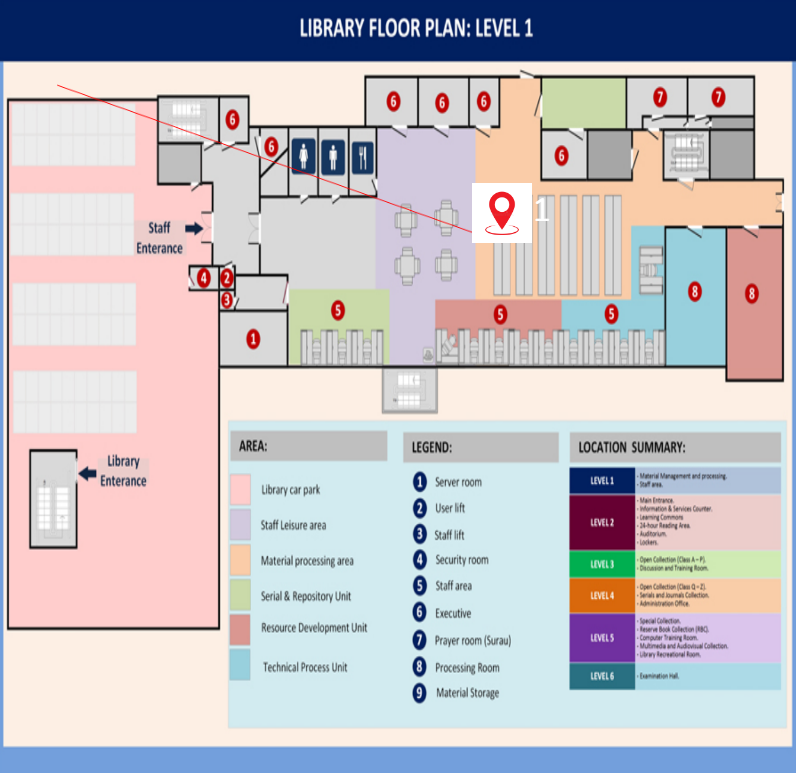 LIBRARY FLOOR PLAN: LEVEL 1
6
6
6
6
7
7
6
6
1
Staff
Enterance
4
2
3
5
5
5
8
8
1
Library
Enterance
AREA:
Library car park
Staff Leisure area
Material processing area
Serial & Repository Unit
Resource Development Unit
Technical Process Unit
LEGEND:
1 Server room
2 User lift
3 Staff lift
4 Security room
5 Staff area
6 Executive
7 Prayer room (Surau)
8 Processing Room
9 Material Storage
LOCATION SUMMARY:
LEVEL 1
- Material Management and processing.
- Staff area.
LEVEL 2
- Main Entrance.
- Information & Services Counter.
- Learning Commons
- 24-hour Reading Area.
- Auditorium.
- Lockers.
LEVEL 3
- Open Collection (Class A – P).
- Discussion and Training Room.
LEVEL 4
- Open Collection (Class Q – Z).
- Serials and Journals Collection.
- Administration Office.
LEVEL 5
- Special Collection.
- Reserve Book Collection (RBC).
- Computer Training Room.
- Multimedia and Audiovisual Collection.
- Library Recreational Room.
LEVEL 6
- Examination Hall.